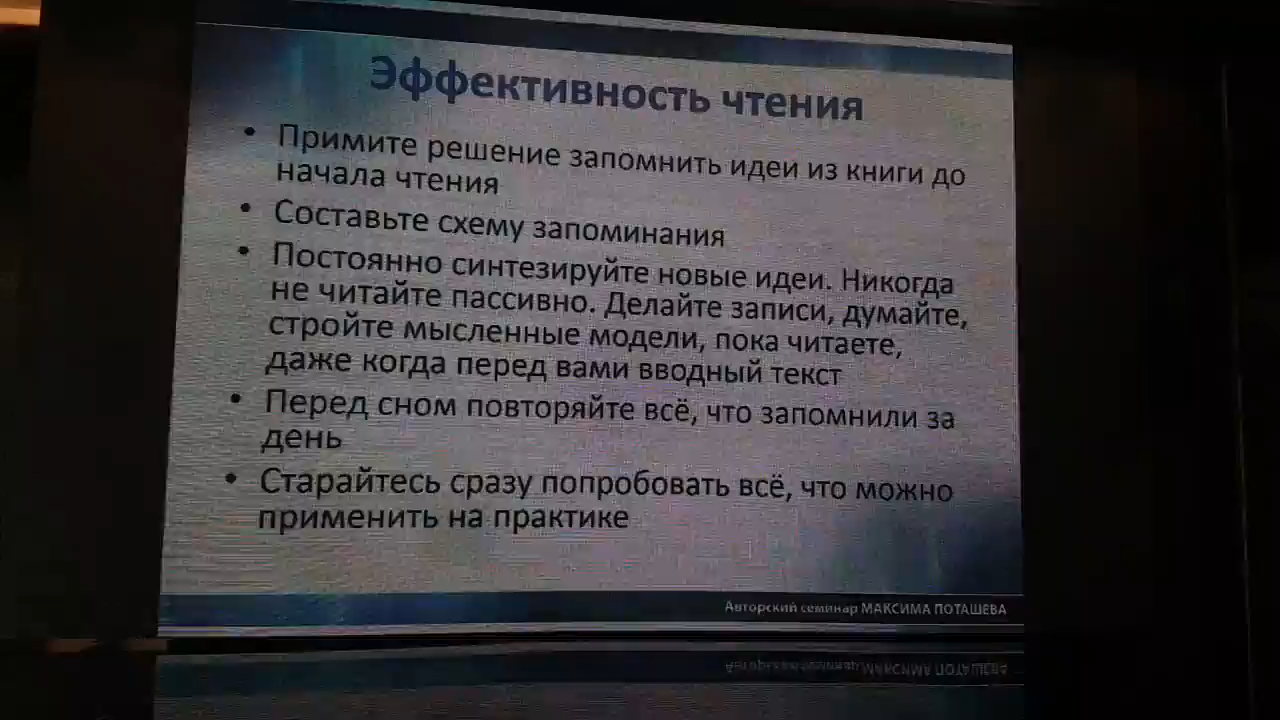 Эффективность чтения
• Примите решение запомнить идеи из книги до
начала чтения
• Составьте схему запоминания
• Постоянно синтезируйте новые идеи. Никогда
не читайте пассивно. Делайте записи, думайте,
стройте мысленные модели, пока читаете,
даже когда перед вами вводный текст
• Перед сном повторяйте всё, что запомнили за
день
• Старайтесь сразу попробовать всё, что можно
применить на практике
Авторский семинар МАКСИМА ПОТАШЕВА